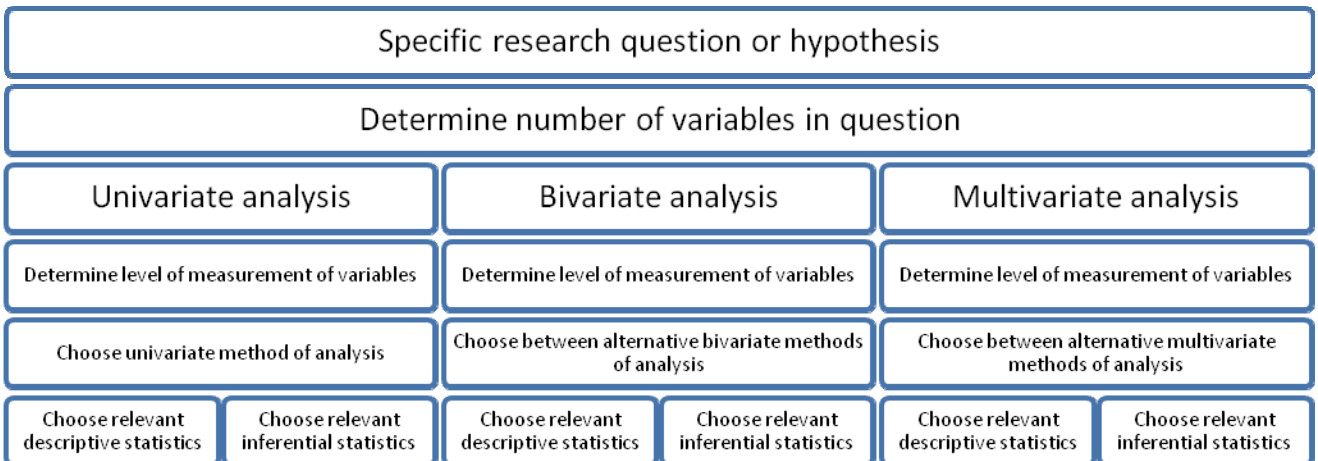 Specific research question or hypothesis
Determine number of variables in question
Univariate analysis
Bivariate analysis
Multivariate analysis
Determine level of measurement of variables
Determine level of measurement of variables
Determine level of measurement of variables
Choose univariate method of analysis
Choose between alternative bivariate methods
of analysis
Choose between alternative multivariate
methods of analysis
Choose relevant
descriptive statistics
Choose relevant
inferential statistics
Choose relevant
descriptive statistics
Choose relevant
inferential statistics
Choose relevant
descriptive statistics
Choose relevant
inferential statistics